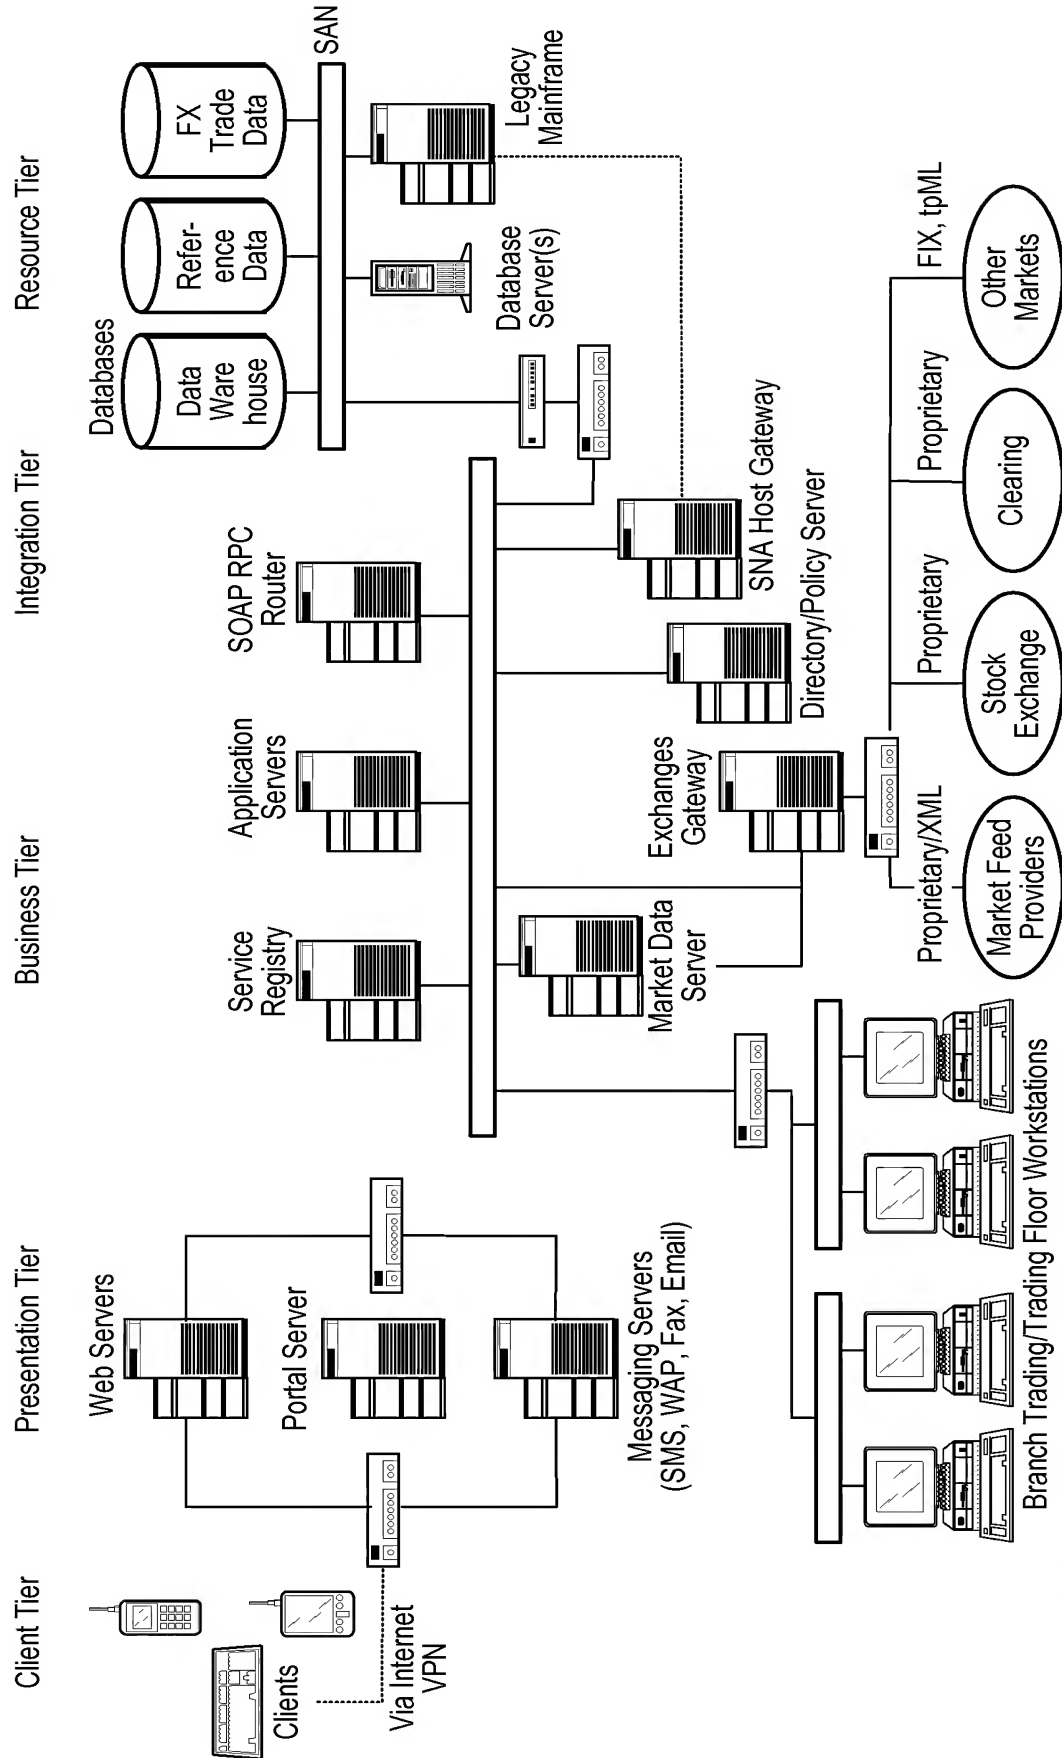 Client Tier
Presentation Tier
Business Tier
Integration Tier
Resource Tier
Clients
Via Internet
VPN
Web Servers
Portal Server
Messaging Servers
(SMS, WAP, Fax, Email)
Service
Registry
Application
Servers
SOAP RPC
Router
Market Data
Server
Exchanges
Gateway
Directory/Policy Server
SNA Host Gateway
Databases
Data
Ware
house
Refer-
ence
Data
FX
Trade
Data
SAN
Database
Server(s)
Legacy
Mainframe
Branch Trading/Trading Floor Workstations
Proprietary/XML
Proprietary
Proprietary
FIX, tpML
Market Feed
Providers
Stock
Exchange
Clearing
Other
Markets